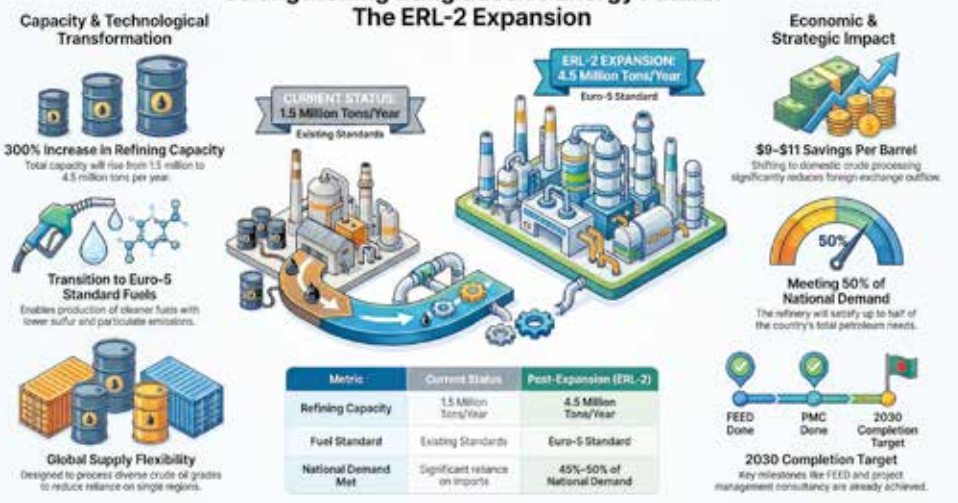 The ERL-2 Expansion
Capacity & Technological
Transformation
300% Increase in Refining Capacity
Total capacity will rise from 1.5 million to
4.5 million tons per year.
Transition to Euro-5
Standard Fuels
Enables production of cleaner fuels with
lower sulfur and particulate emissions.
Global Supply Flexibility
Designed to process diverse crude oil grades
to reduce reliance on single regions.
CURRENT STATUS:
1.5 Million Tons/Year
Existing Standards
ERL-2 EXPANSION:
4.5 Million Tons/Year
Euro-5 Standard
Metric Current Status Post-Expansion (ERL-2)
Refining Capacity 1.5 Million Tons/Year 4.5 Million Tons/Year
Fuel Standard Existing Standards Euro-5 Standard
National Demand Met Significant reliance on imports 45%-50% of National Demand
Economic &
Strategic Impact
$9-$11 Savings Per Barrel
Shifting to domestic crude processing
significantly reduces foreign exchange outflow.
50%
Meeting 50% of
National Demand
The refinery will satisfy up to half of
the country's total petroleum needs.
FEED Done
PMC Done
2030 Completion Target
2030 Completion Target
Key milestones like FEED and project
management consultancy are already achieved.